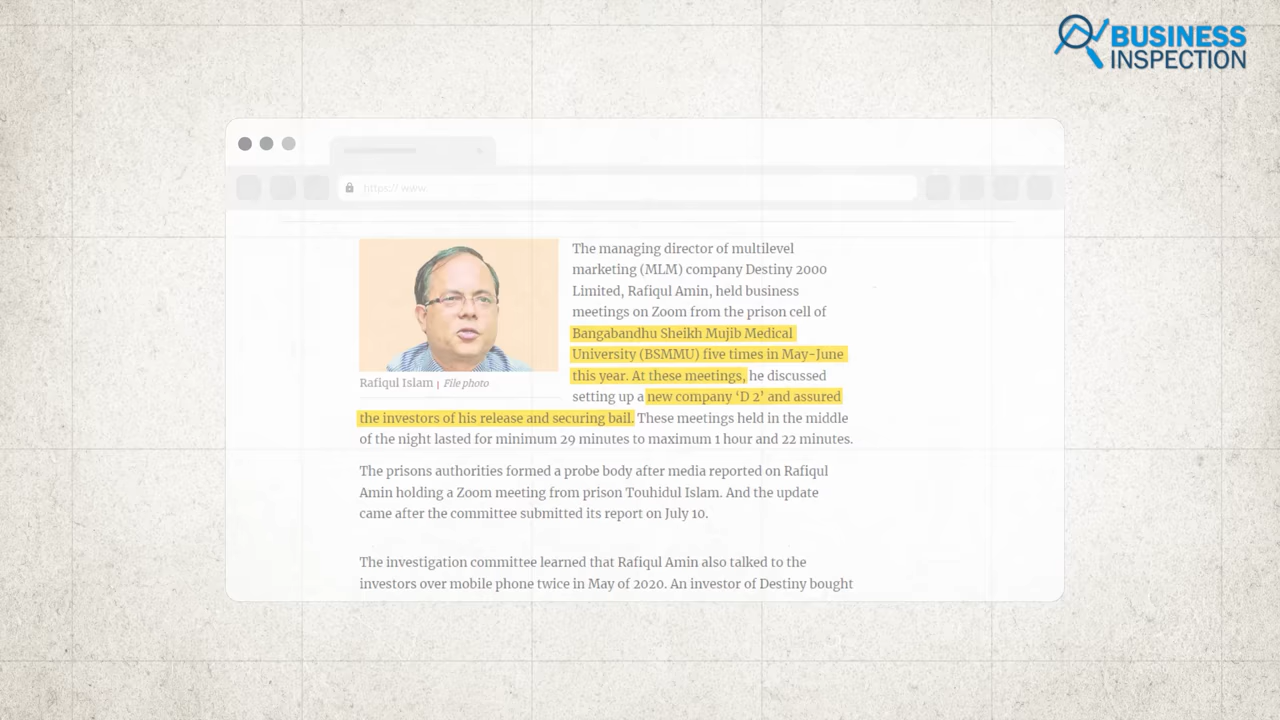 BUSINESS
INSPECTION
https:// www.
The managing director of multilevel
marketing (MLM) company Destiny 2000
Limited, Rafiqul Amin, held business
meetings on Zoom from the prison cell of
Bangabandhu Sheikh Mujib Medical
University (BSMMU) five times in May-June
this year. At these meetings, he discussed
setting up a new company ‘D 2’ and assured
the investors of his release and securing bail. These meetings held in the middle
of the night lasted for minimum 29 minutes to maximum 1 hour and 22 minutes.
Rafiqul Islam | File photo
The prisons authorities formed a probe body after media reported on Rafiqul
Amin holding a Zoom meeting from prison Touhidul Islam. And the update
came after the committee submitted its report on July 10.
The investigation committee learned that Rafiqul Amin also talked to the
investors over mobile phone twice in May of 2020. An investor of Destiny bought